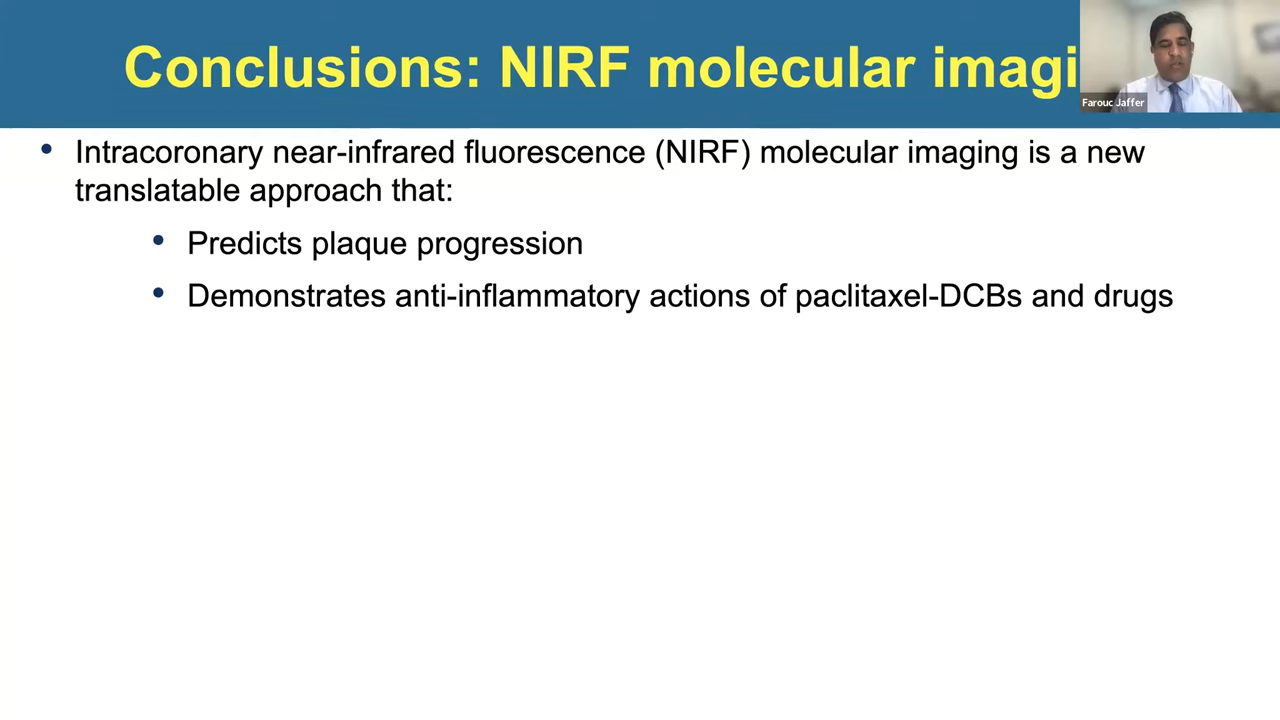 Conclusions: NIRF molecular imagi
Farouc Jaffer
• Intracoronary near-infrared fluorescence (NIRF) molecular imaging is a new
translatable approach that:
• Predicts plaque progression
• Demonstrates anti-inflammatory actions of paclitaxel-DCBs and drugs